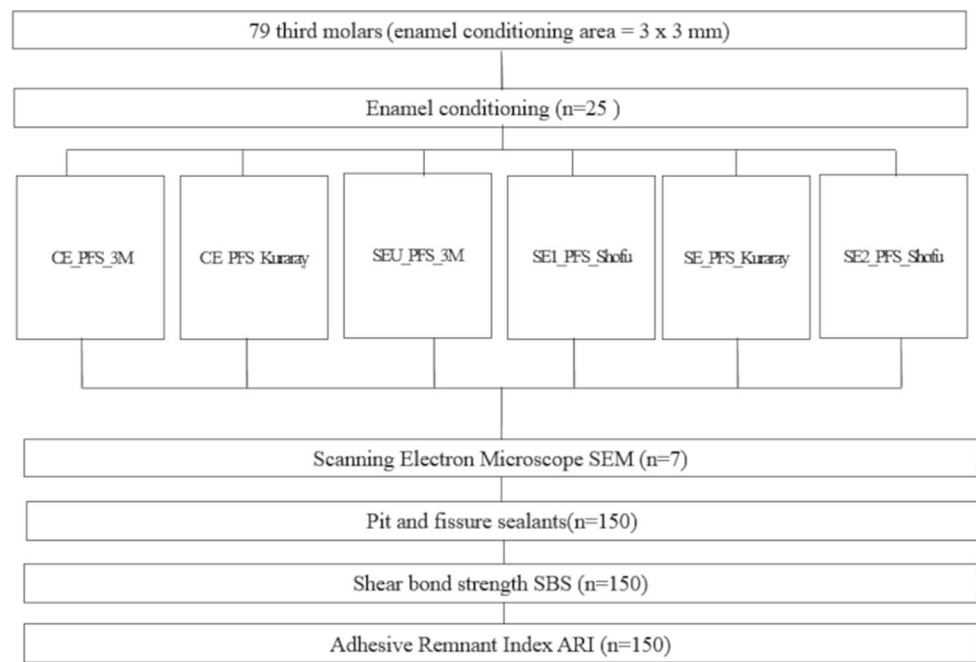 79 third molars (enamel conditioning area = 3 x 3 mm)
Enamel conditioning (n=25 )
CE_PFS_3M
CE PFS Kuraray
SEU_PFS_3M
SE1_PFS_Shofu
SE_PFS_Kuraray
SE2_PFS_Shofu
Scanning Electron Microscope SEM (n=7)
Pit and fissure sealants(n=150)
Shear bond strength SBS (n=150)
Adhesive Remnant Index ARI (n=150)